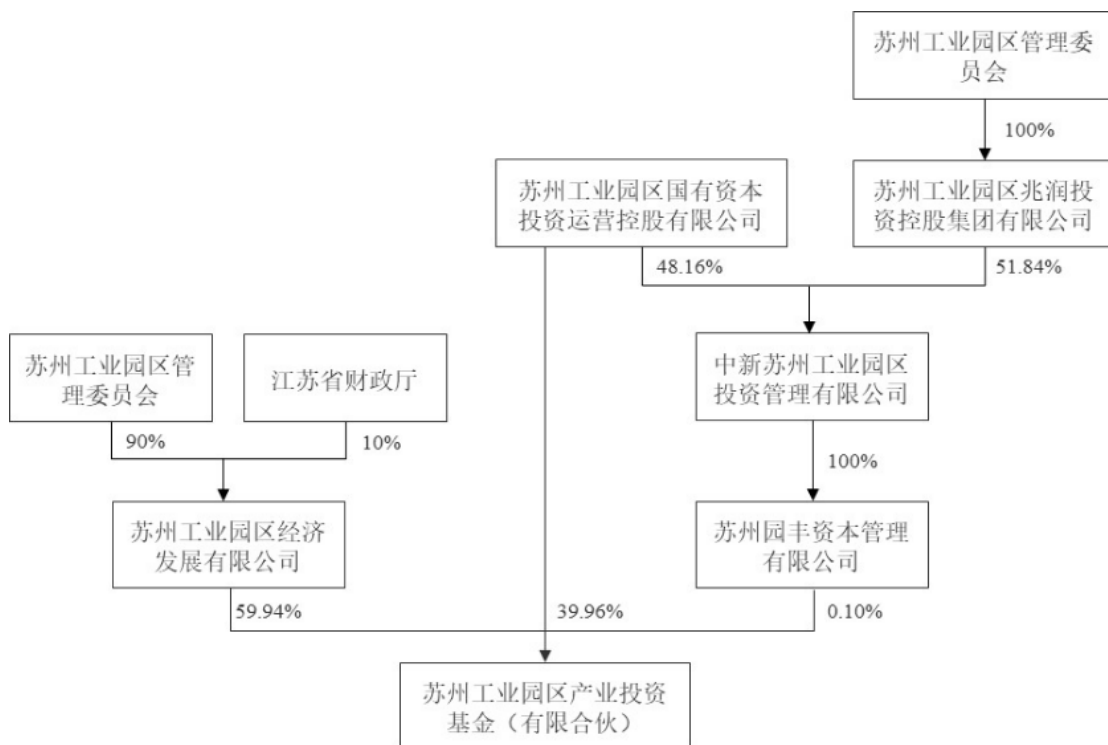 苏州工业园区管理委
员会
100%
苏州工业园区国有资本
投资运营控股有限公司
苏州工业园区兆润投
资控股集团有限公司
48.16%
51.84%
苏州工业园区管
理委员会
江苏省财政厅
中新苏州工业园区
投资管理有限公司
90%
10%
100%
苏州工业园区经济
发展有限公司
苏州园丰资本管理
有限公司
59.94%
39.96%
0.10%
苏州工业园区产业投资
基金（有限合伙）